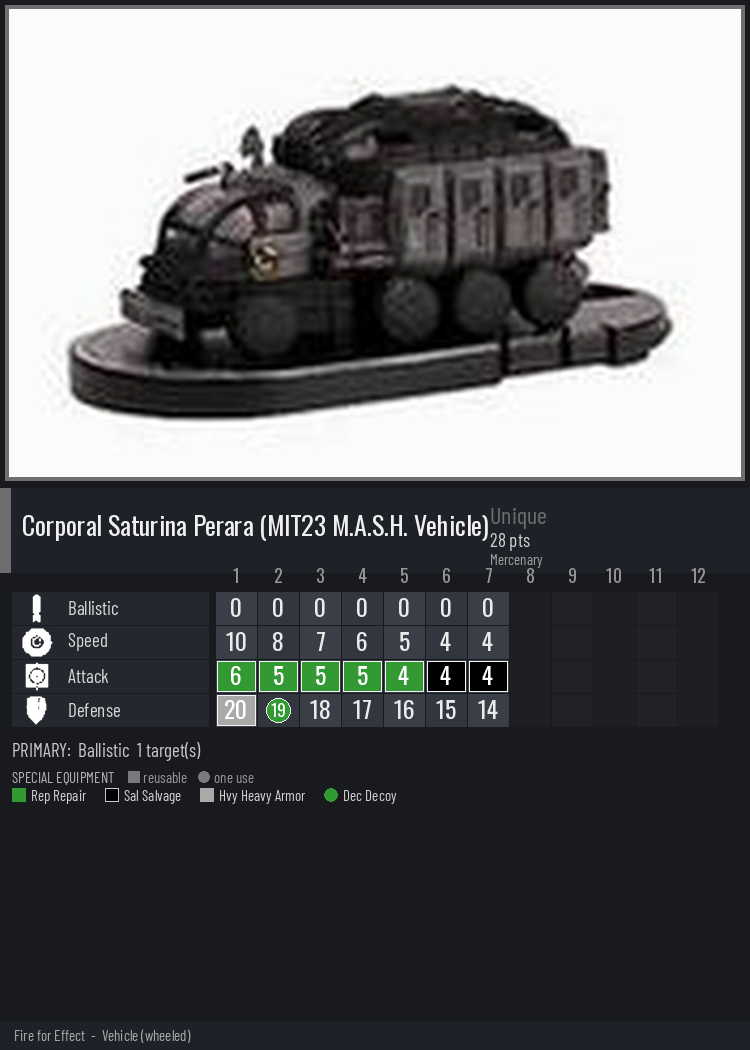 Corporal Saturina Perara (MIT23 M.A.S.H. Vehicle)
Unique
28 pts
Mercenary
1 2 3 4 5 6 7 8 9 10 11 12
Ballistic 0 0 0 0 0 0 0
Speed 10 8 7 6 5 4 4
Attack 6 5 5 5 4 4 4
Defense 20 19 18 17 16 15 14
PRIMARY: Ballistic 1 target(s)
SPECIAL EQUIPMENT reusable one use
Rep Repair Sal Salvage Hvy Heavy Armor Dec Decoy
Fire for Effect - Vehicle (wheeled)